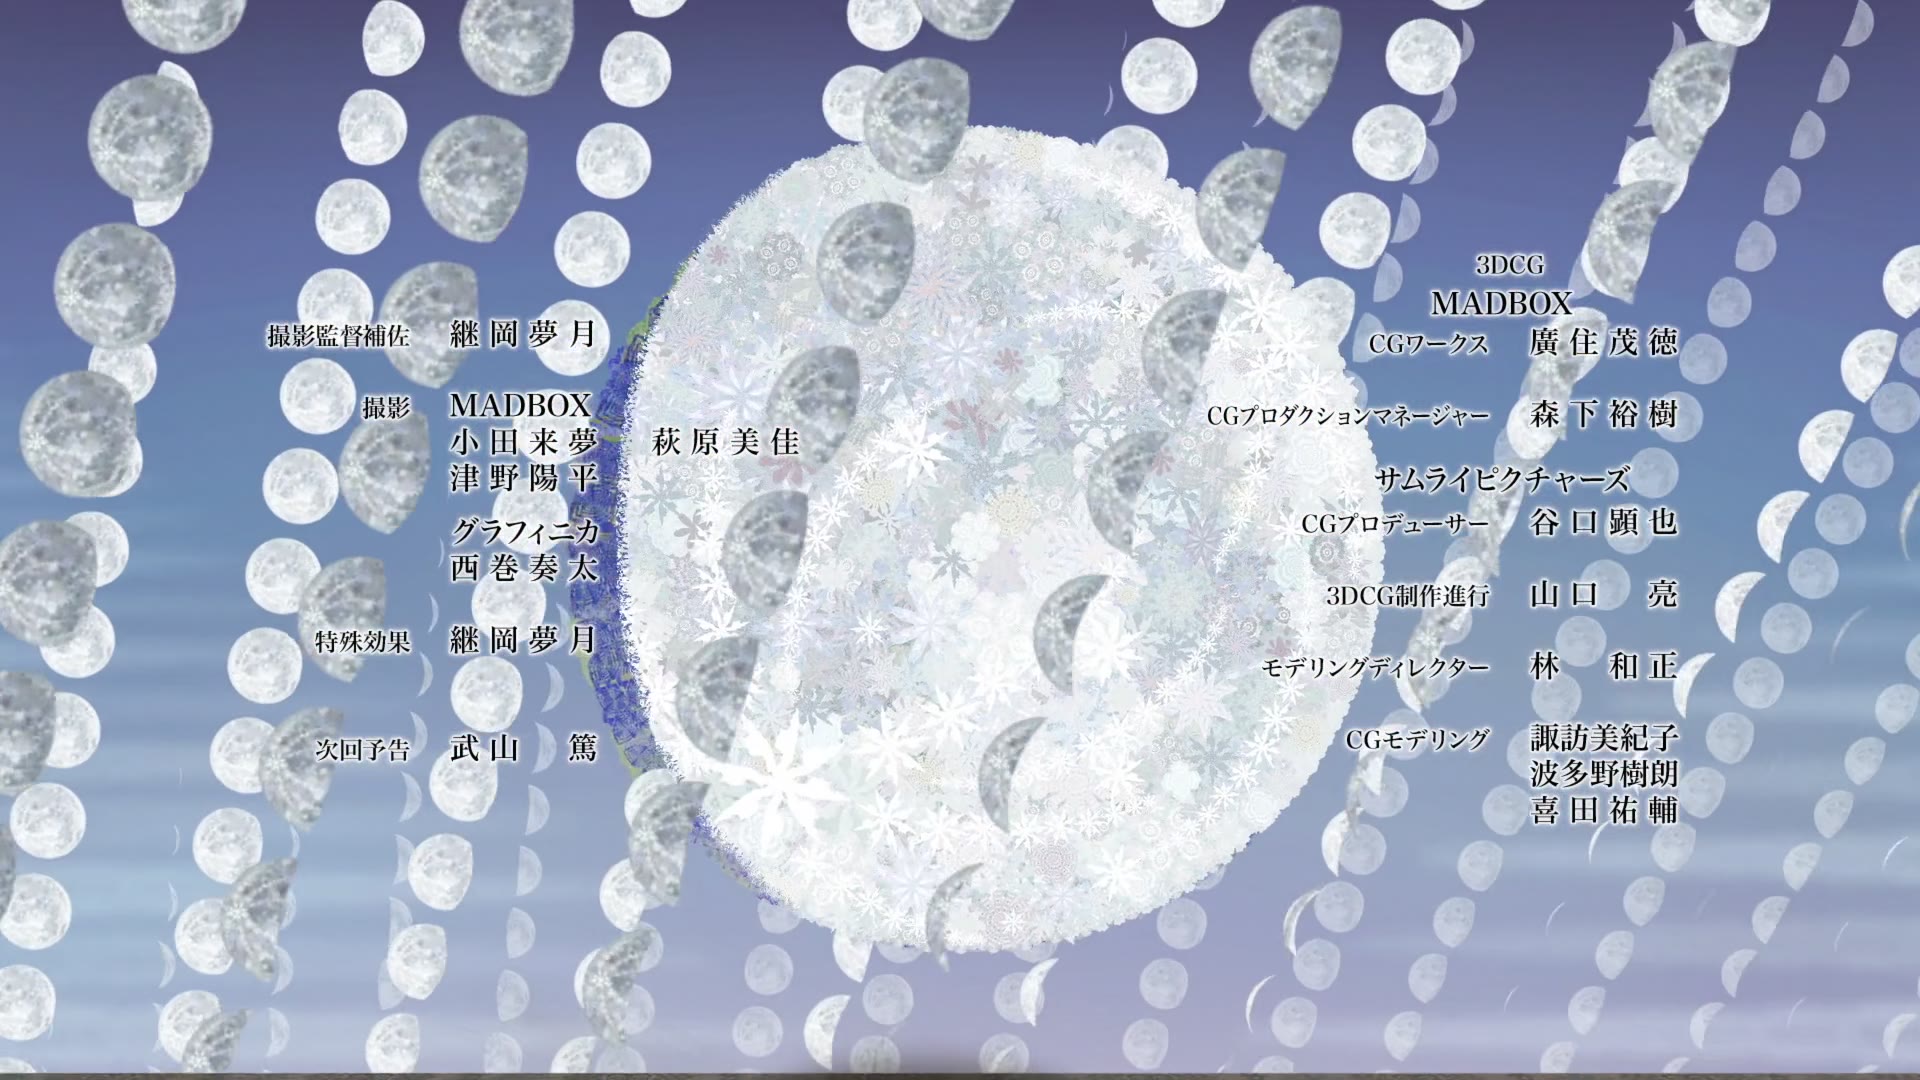 撮影監督補佐 継岡夢月
撮影 MADBOX
小田来夢 萩原美佳
津野陽平
グラフィニカ
西巻奏太
特殊効果 継岡夢月
次回予告 武山 篤
3DCG
MADBOX
CGワークス 廣住茂徳
CGプロダクションマネージャー 森下裕樹
サムライピクチャーズ
CGプロデューサー 谷口顕也
3DCG制作進行 山口 亮
モデリングディレクター 林 和正
CGモデリング 諏訪美紀子
波多野樹朗
喜田祐輔